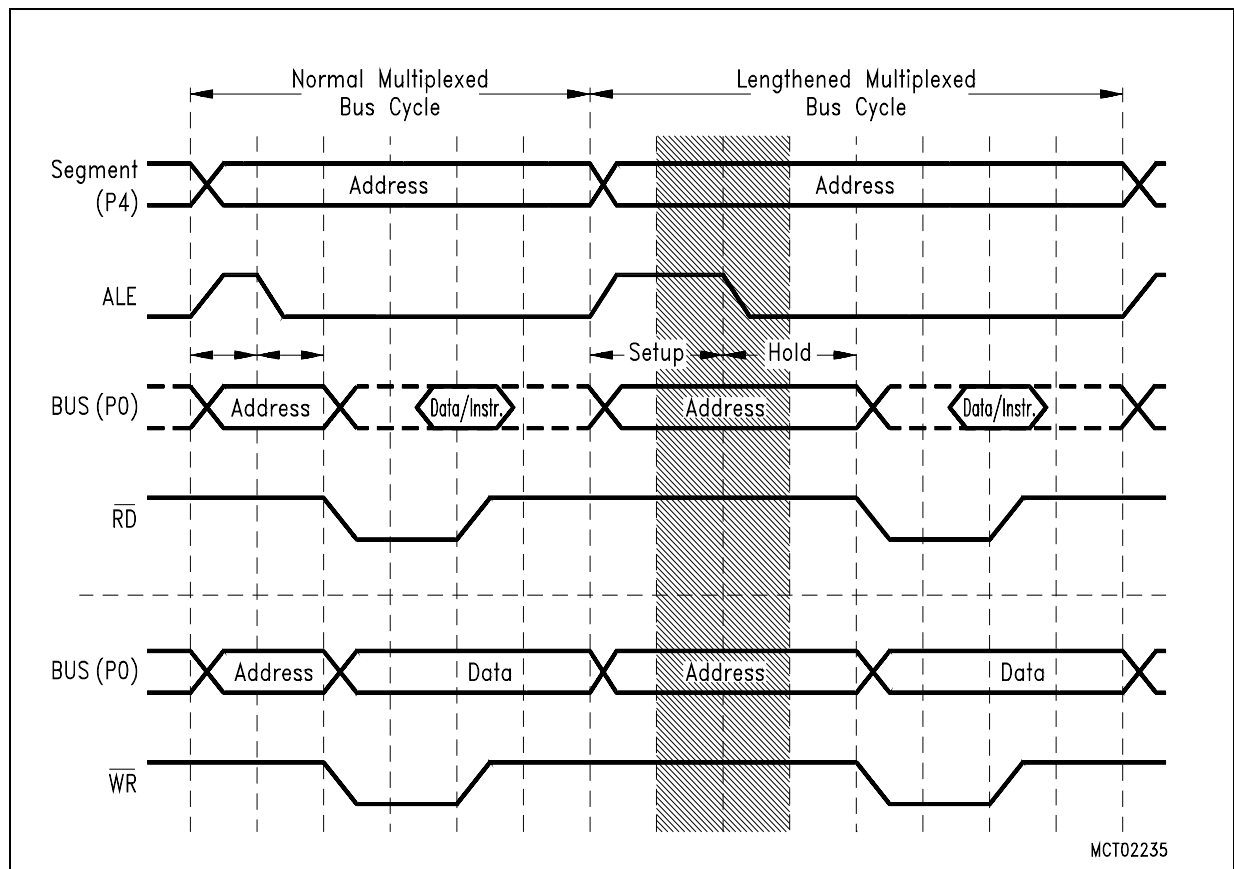 Normal Multiplexed
Bus Cycle
Lengthened Multiplexed
Bus Cycle
Segment
(P4)
Address
Address
ALE
Setup
Hold
BUS (P0)
Address
Data/Instr.
Address
Data/Instr.
RD
BUS (P0)
Address
Data
Address
Data
WR
MCT02235